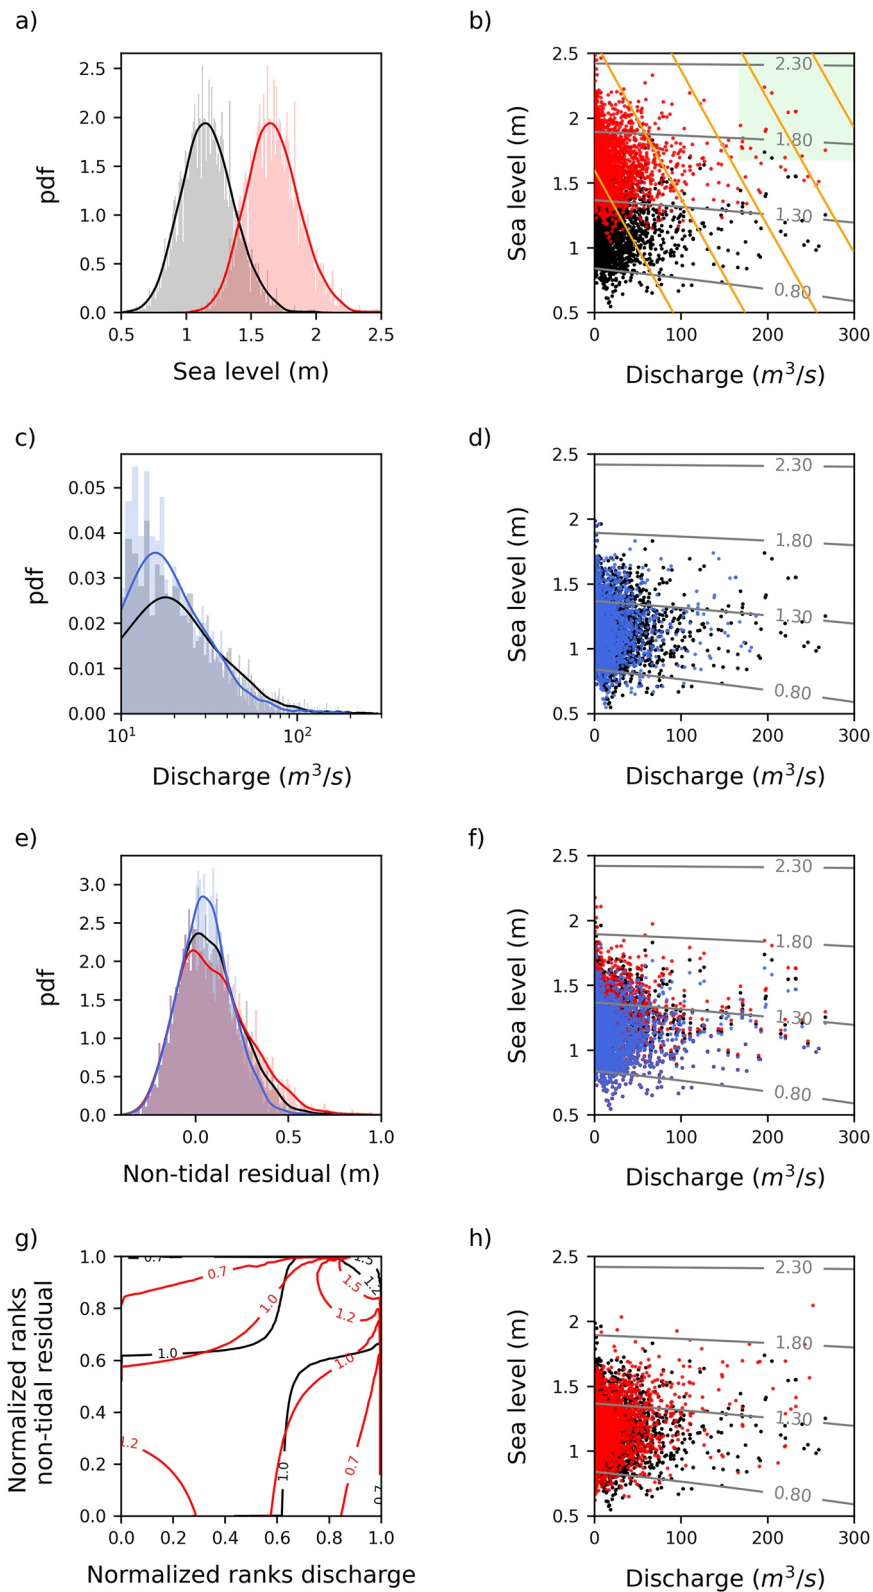 a)
2.5
2.0
1.5
1.0
0.5
0.0
pdf
0.5 1 1.5 2 2.5
Sea level (m)
b)
2.5
2
1.5
1
0.5
Sea level (m)
2.30
1.80
1.30
0.80
0 100 200 300
Discharge (m³/s)
c)
0.05
0.04
0.03
0.02
0.01
0.00
pdf
10¹ 10²
Discharge (m³/s)
d)
2.5
2
1.5
1
0.5
Sea level (m)
2.30
1.80
1.30
0.80
0 100 200 300
Discharge (m³/s)
e)
3.0
2.5
2.0
1.5
1.0
0.5
0.0
pdf
0.0 0.5 1.0
Non-tidal residual (m)
f)
2.5
2
1.5
1
0.5
Sea level (m)
2.30
1.80
1.30
0.80
0 100 200 300
Discharge (m³/s)
g)
1.0
0.8
0.6
0.4
0.2
0.0
Normalized ranks
non-tidal residual
0.7
1.5
1.2
0.7
1.0
1.5
1.2
1.0
1.0
1.2
1.0
0.7
0.7
0.0 0.2 0.4 0.6 0.8 1.0
Normalized ranks discharge
h)
2.5
2
1.5
1
0.5
Sea level (m)
2.30
1.80
1.30
0.80
0 100 200 300
Discharge (m³/s)